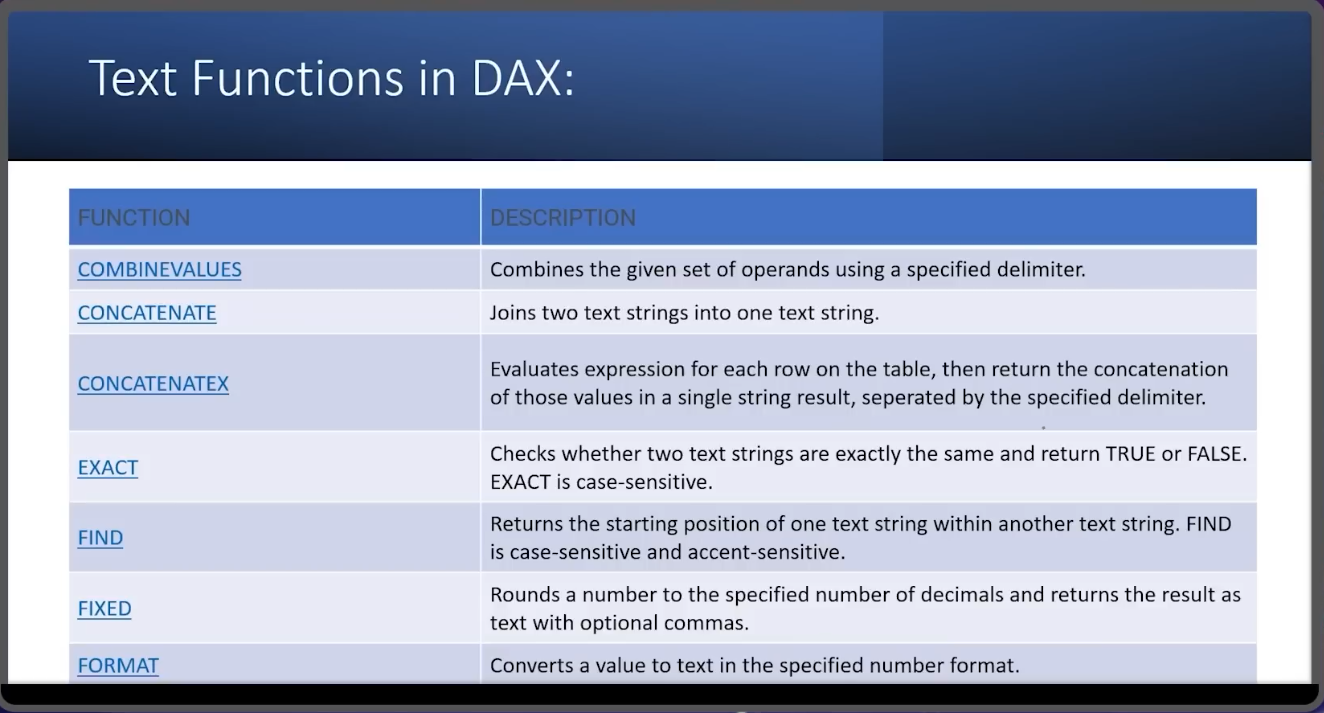 Text Functions in DAX:
FUNCTION DESCRIPTION
COMBINEVALUES Combines the given set of operands using a specified delimiter.
CONCATENATE Joins two text strings into one text string.
CONCATENATEX Evaluates expression for each row on the table, then return the concatenation
of those values in a single string result, seperated by the specified delimiter.
EXACT Checks whether two text strings are exactly the same and return TRUE or FALSE.
EXACT is case-sensitive.
FIND Returns the starting position of one text string within another text string. FIND
is case-sensitive and accent-sensitive.
FIXED Rounds a number to the specified number of decimals and returns the result as
text with optional commas.
FORMAT Converts a value to text in the specified number format.